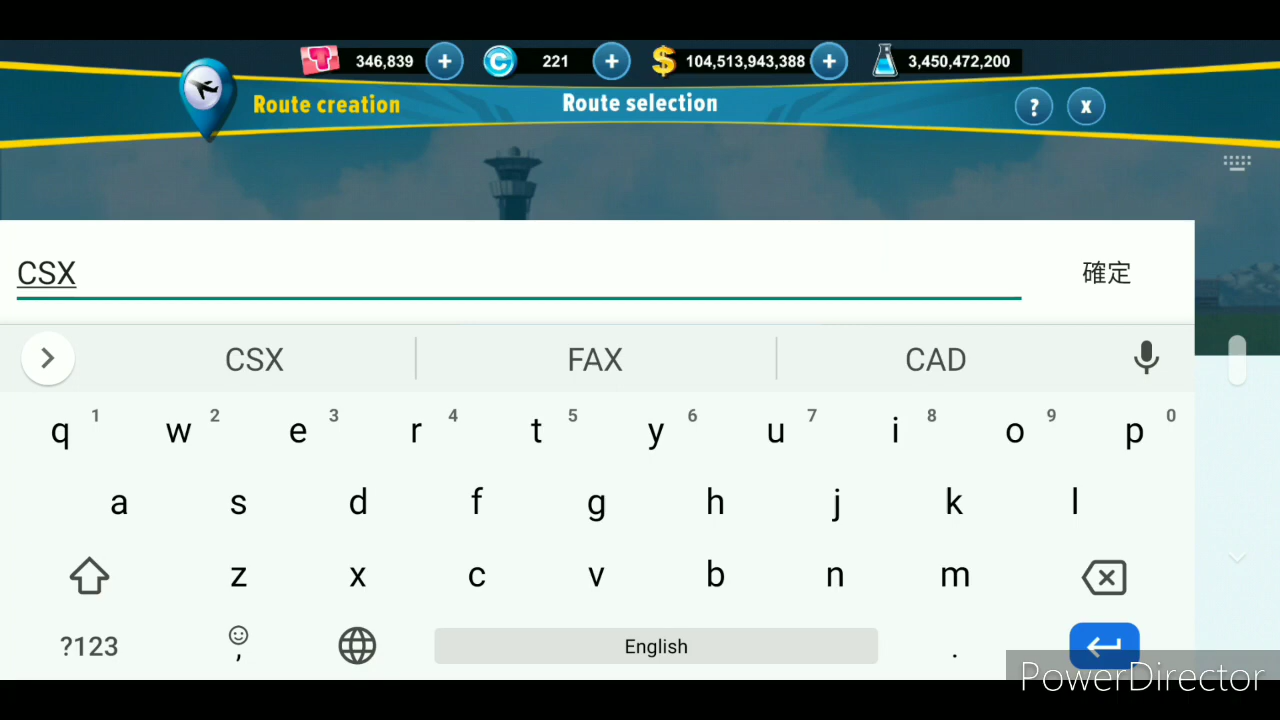 346,839 + C 221 + $ 104,513,943,388 + 3,450,472,200
Route creation Route selection ? x
CSX 確定
CSX FAX CAD
q 1 w 2 e 3 r 4 t 5 y 6 u 7 i 8 o 9 p 0
a s d f g h j k l
z x c v b n m
?123 , English .
PowerDirector